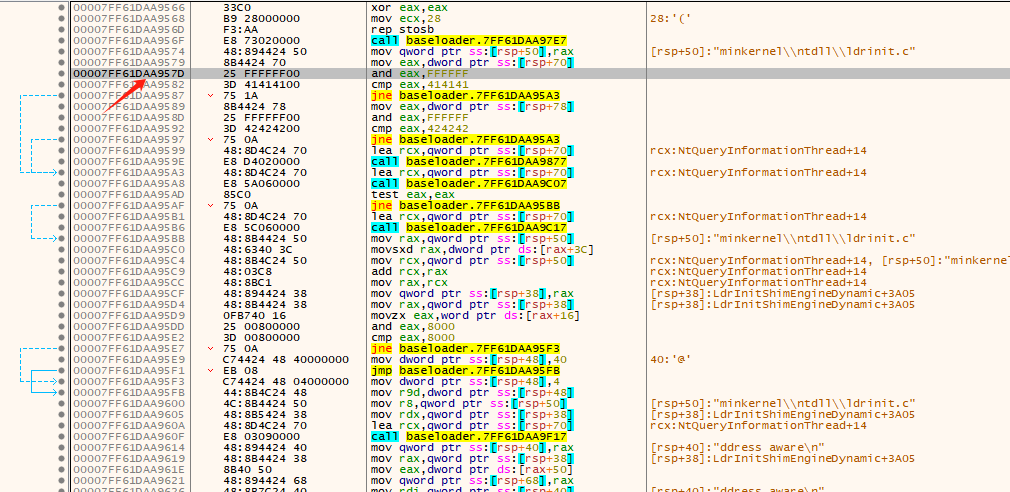 00007FF61DAA9566 33C0 xor eax,eax
00007FF61DAA9568 B9 28000000 mov ecx,28 28:'('
00007FF61DAA956D F3:AA rep stosb
00007FF61DAA956F E8 73020000 call baseloader.7FF61DAA97E7
00007FF61DAA9574 48:894424 50 mov qword ptr ss:[rsp+50],rax [rsp+50]:"minkernel\\ntdll\\ldrinit.c"
00007FF61DAA9579 8B4424 70 mov eax,dword ptr ss:[rsp+70]
00007FF61DAA957D 25 FFFFFF00 and eax,FFFFFF
00007FF61DAA9582 3D 41414100 cmp eax,414141
00007FF61DAA9587 75 1A jne baseloader.7FF61DAA95A3
00007FF61DAA9589 8B4424 78 mov eax,dword ptr ss:[rsp+78]
00007FF61DAA958D 25 FFFFFF00 and eax,FFFFFF
00007FF61DAA9592 3D 42424200 cmp eax,424242
00007FF61DAA9597 75 0A jne baseloader.7FF61DAA95A3
00007FF61DAA9599 48:8D4C24 70 lea rcx,qword ptr ss:[rsp+70] rcx:NtQueryInformationThread+14
00007FF61DAA959E E8 D4020000 call baseloader.7FF61DAA9877
00007FF61DAA95A3 48:8D4C24 70 lea rcx,qword ptr ss:[rsp+70] rcx:NtQueryInformationThread+14
00007FF61DAA95A8 E8 5A060000 call baseloader.7FF61DAA9C07
00007FF61DAA95AD 85C0 test eax,eax
00007FF61DAA95AF 75 0A jne baseloader.7FF61DAA95BB
00007FF61DAA95B1 48:8D4C24 70 lea rcx,qword ptr ss:[rsp+70] rcx:NtQueryInformationThread+14
00007FF61DAA95B6 E8 5C060000 call baseloader.7FF61DAA9C17
00007FF61DAA95BB 48:8B4424 50 mov rax,qword ptr ss:[rsp+50] [rsp+50]:"minkernel\\ntdll\\ldrinit.c"
00007FF61DAA95C0 48:6340 3C movsxd rax,dword ptr ds:[rax+3C]
00007FF61DAA95C4 48:8B4C24 50 mov rcx,qword ptr ss:[rsp+50] rcx:NtQueryInformationThread+14, [rsp+50]:"minkernel
00007FF61DAA95C9 48:03C8 add rcx,rax rcx:NtQueryInformationThread+14
00007FF61DAA95CC 48:8BC1 mov rax,rcx rcx:NtQueryInformationThread+14
00007FF61DAA95CF 48:894424 38 mov qword ptr ss:[rsp+38],rax [rsp+38]:LdrInitShimEngineDynamic+3A05
00007FF61DAA95D4 48:8B4424 38 mov rax,qword ptr ss:[rsp+38] [rsp+38]:LdrInitShimEngineDynamic+3A05
00007FF61DAA95D9 0FB740 16 movzx eax,word ptr ds:[rax+16]
00007FF61DAA95DD 25 00800000 and eax,8000
00007FF61DAA95E2 3D 00800000 cmp eax,8000
00007FF61DAA95E7 75 0A jne baseloader.7FF61DAA95F3
00007FF61DAA95E9 C74424 48 40000000 mov dword ptr ss:[rsp+48],40 40:'@'
00007FF61DAA95F1 EB 08 jmp baseloader.7FF61DAA95FB
00007FF61DAA95F3 C74424 48 04000000 mov dword ptr ss:[rsp+48],4
00007FF61DAA95FB 44:8B4C24 48 mov r9d,dword ptr ss:[rsp+48]
00007FF61DAA9600 4C:8B4424 50 mov r8,qword ptr ss:[rsp+50] [rsp+50]:"minkernel\\ntdll\\ldrinit.c"
00007FF61DAA9605 48:8B5424 38 mov rdx,qword ptr ss:[rsp+38] [rsp+38]:LdrInitShimEngineDynamic+3A05
00007FF61DAA960A 48:8D4C24 70 lea rcx,qword ptr ss:[rsp+70] rcx:NtQueryInformationThread+14
00007FF61DAA960F E8 03090000 call baseloader.7FF61DAA9F17
00007FF61DAA9614 48:894424 40 mov qword ptr ss:[rsp+40],rax [rsp+40]:"ddress aware\n"
00007FF61DAA9619 48:8B4424 38 mov rax,qword ptr ss:[rsp+38] [rsp+38]:LdrInitShimEngineDynamic+3A05
00007FF61DAA961E 8B40 50 mov eax,dword ptr ds:[rax+50]
00007FF61DAA9621 48:894424 68 mov qword ptr ss:[rsp+68],rax
00007FF61DAA9626 48:8B7C24 40 mov rdi,qword ptr ss:[rsp+40] [rsp+40]:"ddress aware\n"